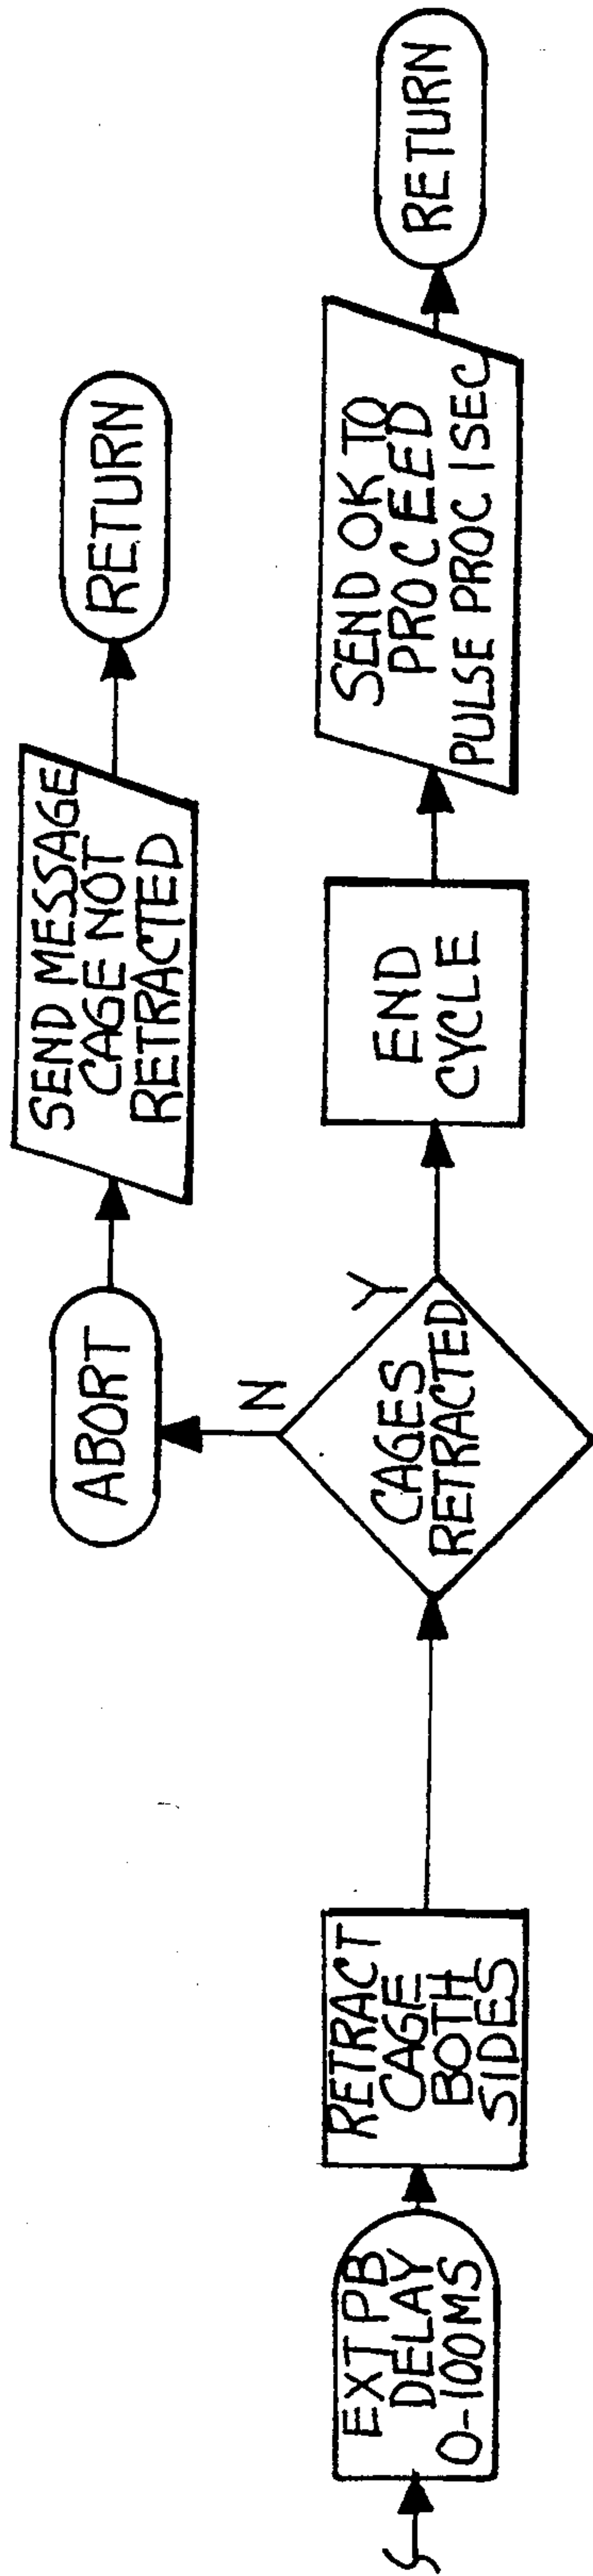 EXT PB
DELAY
0-100MS
RETRACT
CAGE
BOTH
SIDES
CAGES
RETRACTED
N
ABORT
SEND MESSAGE
CAGE NOT
RETRACTED
RETURN
Y
END
CYCLE
SEND OK TO
PROCEED
PULSE PROC 1SEC
RETURN